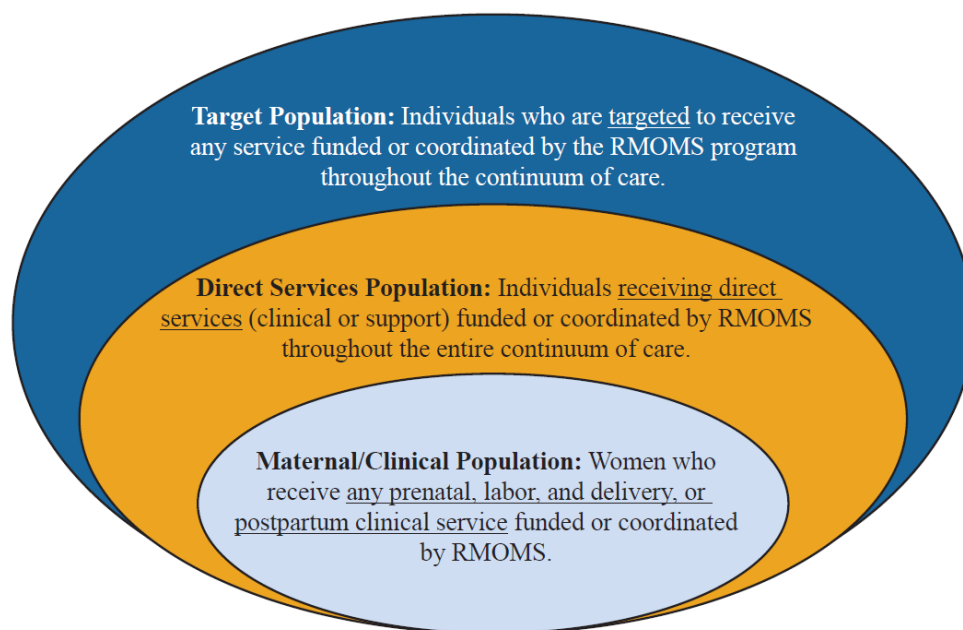 Target Population: Individuals who are targeted to receive
any service funded or coordinated by the RMOMS program
throughout the continuum of care.
Direct Services Population: Individuals receiving direct
services (clinical or support) funded or coordinated by RMOMS
throughout the entire continuum of care.
Maternal/Clinical Population: Women who
receive any prenatal, labor, and delivery, or
postpartum clinical service funded or coordinated
by RMOMS.